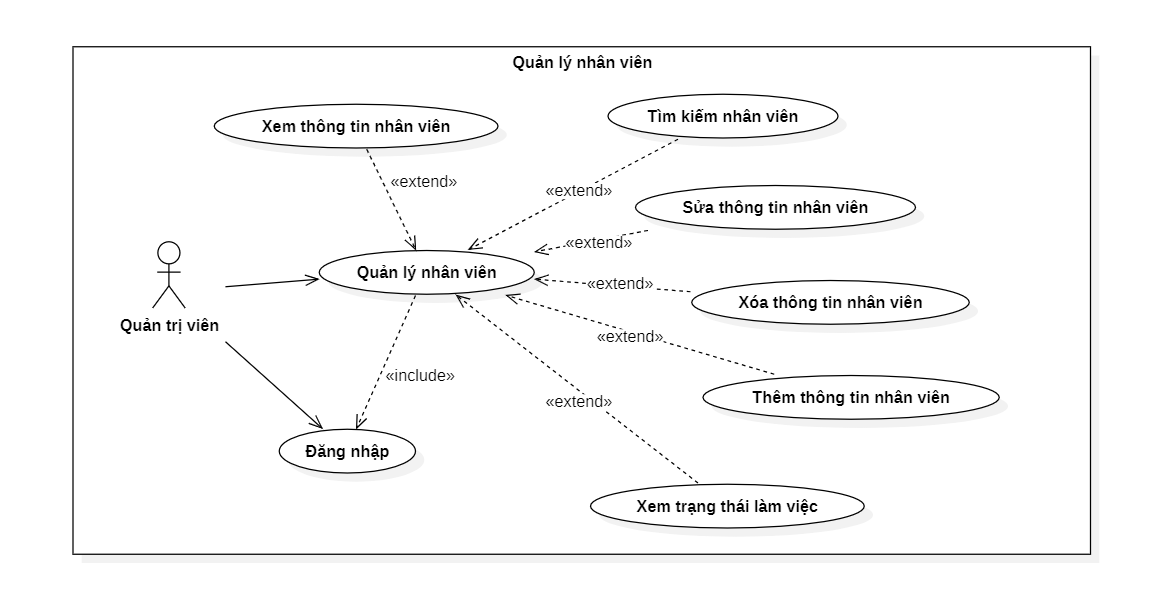 Quản lý nhân viên
Xem thông tin nhân viên
Tìm kiếm nhân viên
«extend»
«extend»
Sửa thông tin nhân viên
«extend»
Quản lý nhân viên
«extend»
Xóa thông tin nhân viên
Quản trị viên
«extend»
«include»
Thêm thông tin nhân viên
«extend»
Đăng nhập
Xem trạng thái làm việc